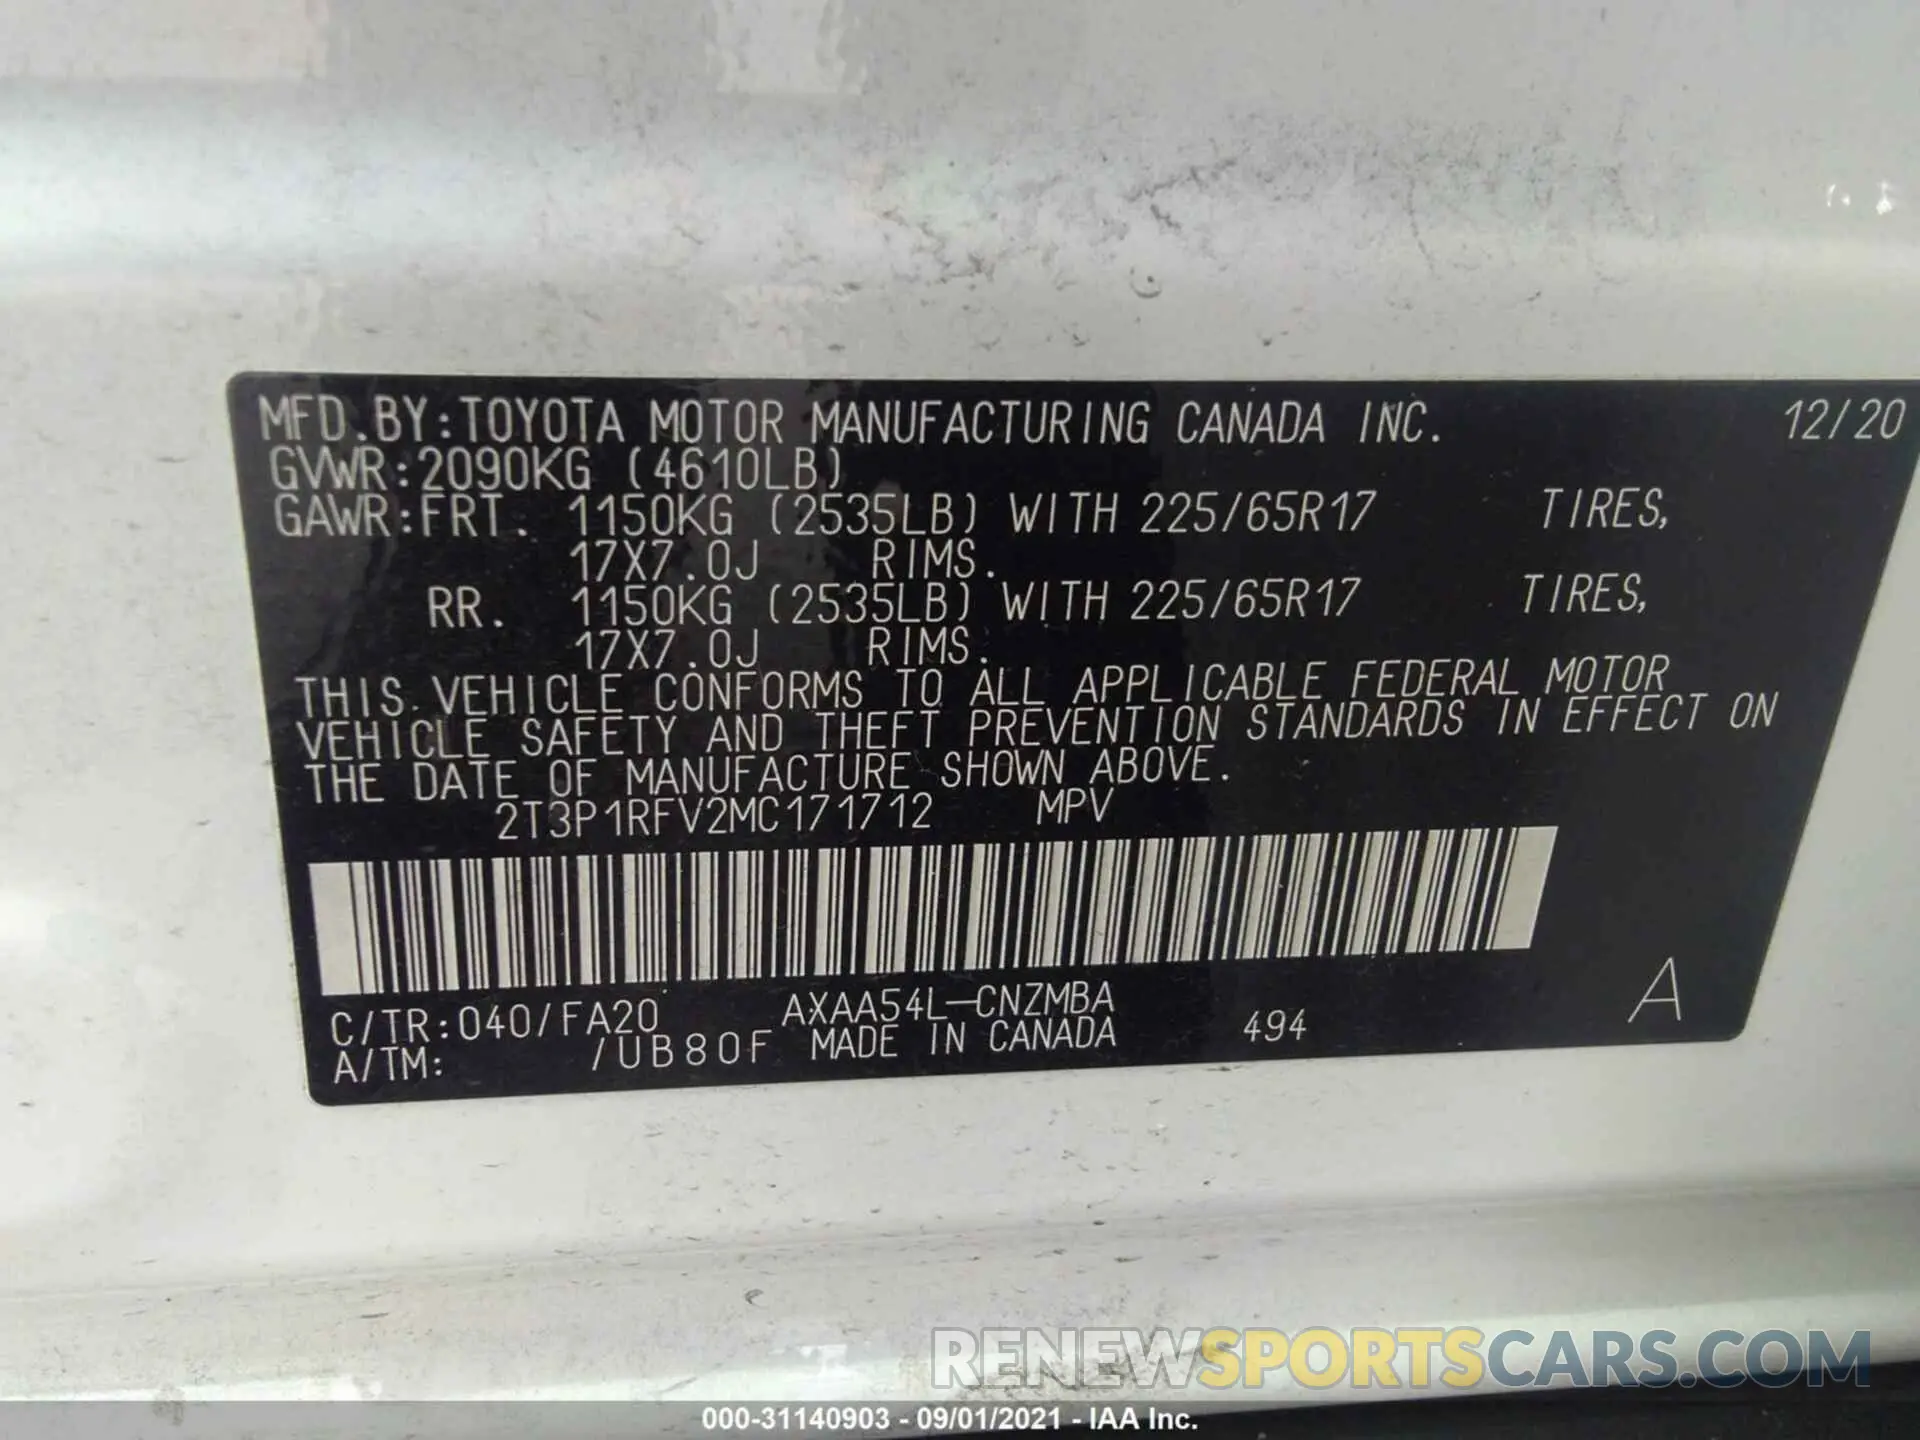 MFD.BY:TOYOTA MOTOR MANUFACTURING CANADA INC. 12/20
GVWR:2090KG (4610LB)
GAWR:FRT. 1150KG (2535LB) WITH 225/65R17 TIRES,
17X7.0J RIMS.
RR. 1150KG (2535LB) WITH 225/65R17 TIRES,
17X7.0J RIMS.
THIS VEHICLE CONFORMS TO ALL APPLICABLE FEDERAL MOTOR
VEHICLE SAFETY AND THEFT PREVENTION STANDARDS IN EFFECT ON
THE DATE OF MANUFACTURE SHOWN ABOVE.
2T3P1RFV2MC171712 MPV
C/TR:040/FA20 AXAA54L-CNZMBA
A/TM: /UB80F MADE IN CANADA 494 A
RENEWSPORTSCARS.COM
000-31140903 - 09/01/2021 - IAA Inc.